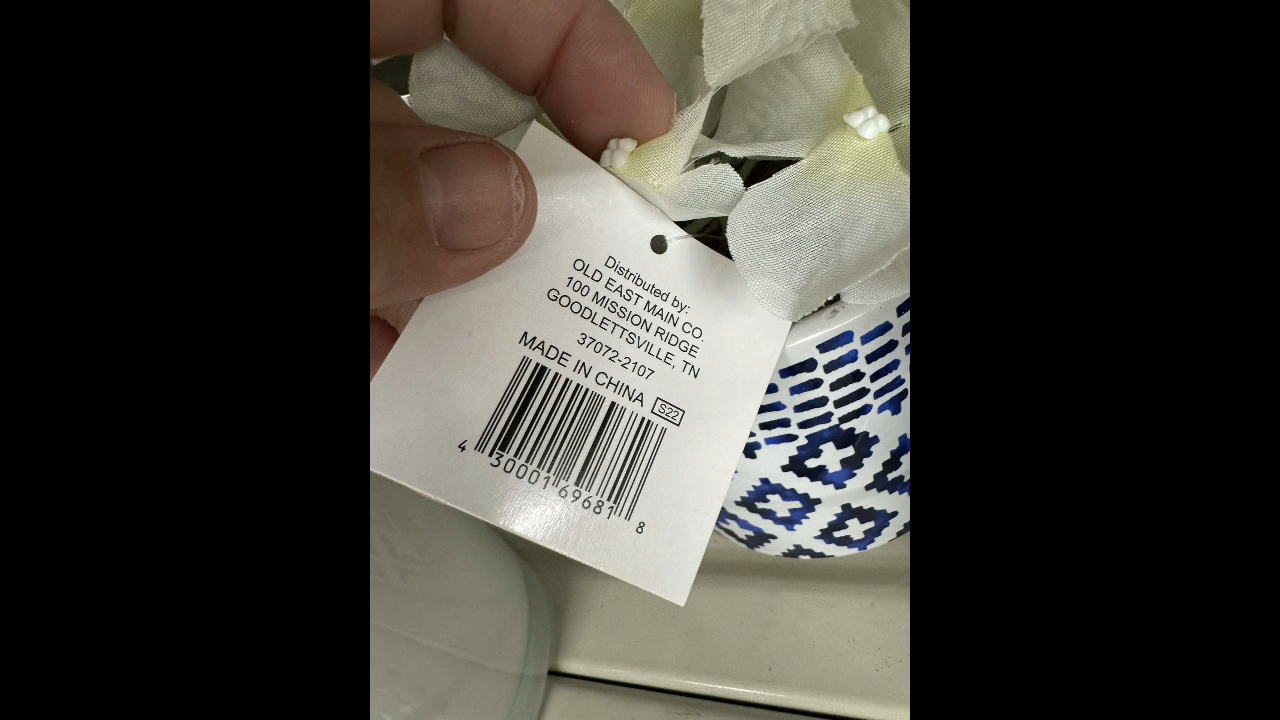 Distributed by:
OLD EAST MAIN CO.
100 MISSION RIDGE
GOODLETTSVILLE, TN
37072-2107
MADE IN CHINA S22
4 30001 69681 8